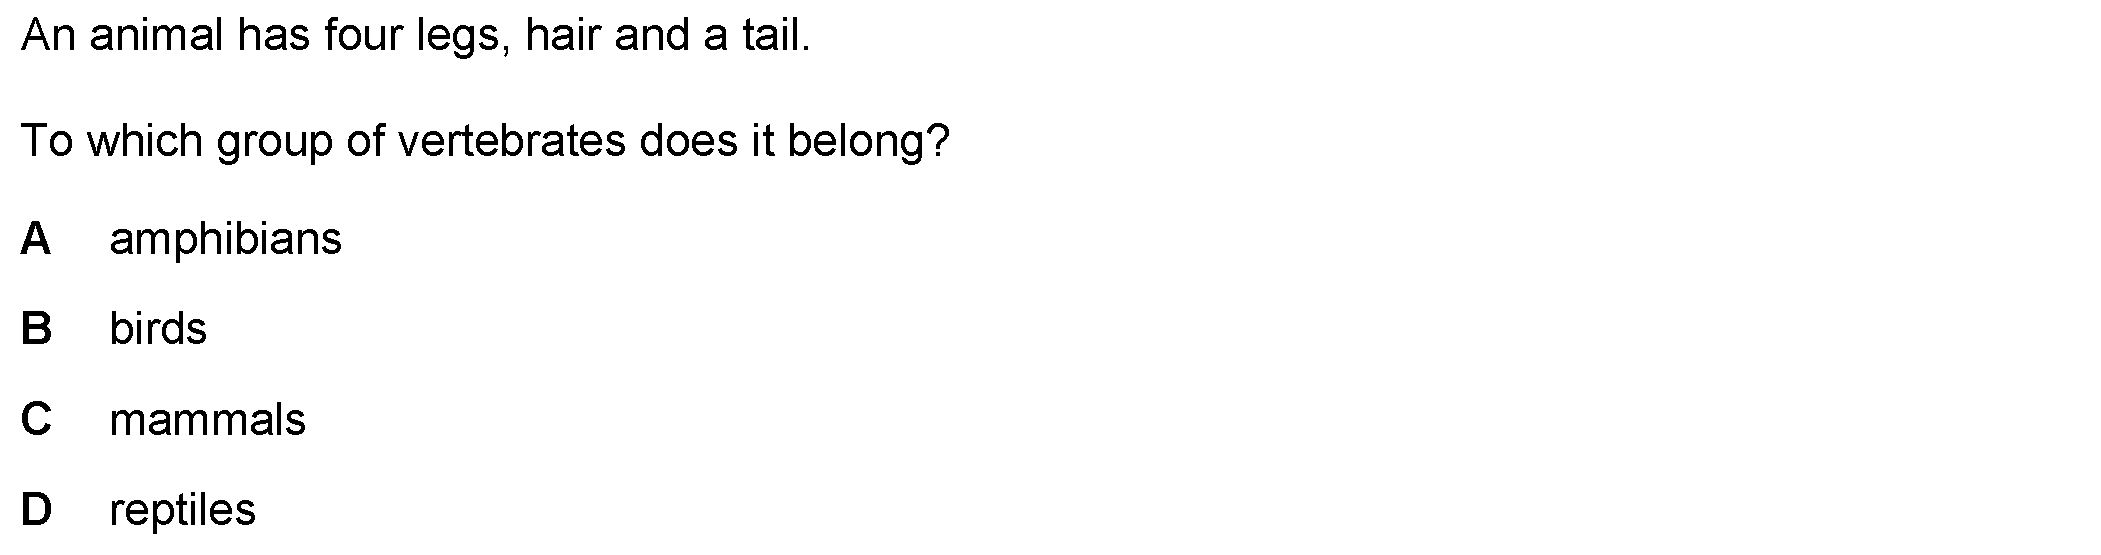 An animal has four legs, hair and a tail.
To which group of vertebrates does it belong?
A amphibians
B birds
C mammals
D reptiles